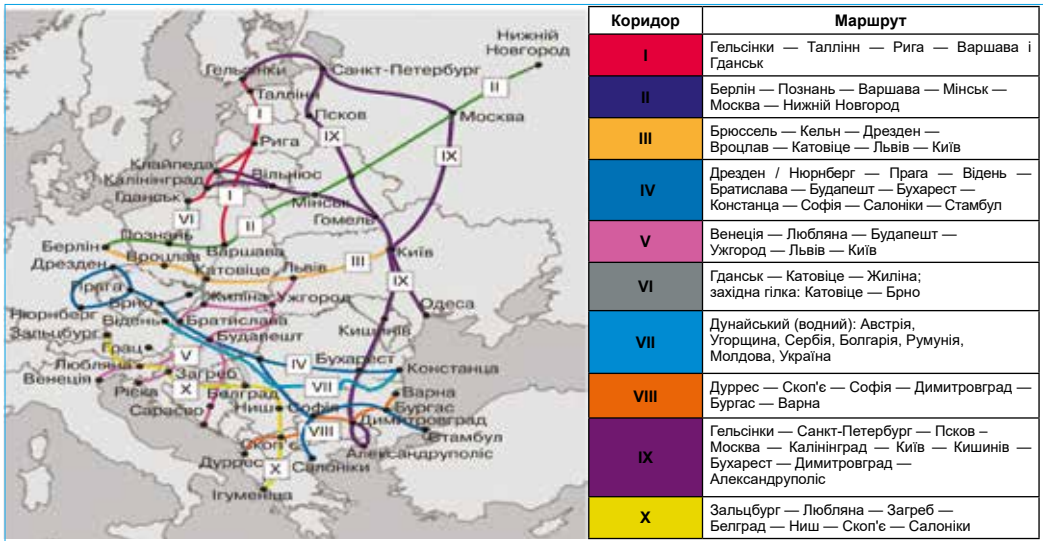 Нижній
Новгород
Гельсінки
Санкт-Петербург
II
Таллінн
I
Псков
Москва
IX
Рига
IX
Клайпеда
Калінінград
Вільнюс
Гданськ
I
Мінськ
VI
Гомель
II
Познань
Берлін
Варшава
Вроцлав
Київ
III
Дрезден
Катовіце
Львів
Прага
IX
Жиліна
Ужгород
Брно
Одеса
Нюрнберг
Відень
Братислава
Кишинів
Зальцбург
Будапешт
Грац
V
Бухарест
Любляна
IV
Констанца
Загреб
Венеція
VII
X
Рієка
Белград
Варна
Сараєво
Ниш
Софія
Бургас
Димитровград
VIII
Стамбул
Скоп'є
Александруполіс
Дуррес
X
Салоніки
Ігуменіца
Коридор
Маршрут
I
Гельсінки — Таллінн — Рига — Варшава і
Гданськ
II
Берлін — Познань — Варшава — Мінськ —
Москва — Нижній Новгород
III
Брюссель — Кельн — Дрезден —
Вроцлав — Катовіце — Львів — Київ
IV
Дрезден / Нюрнберг — Прага — Відень —
Братислава — Будапешт — Бухарест —
Констанца — Софія — Салоніки — Стамбул
V
Венеція — Любляна — Будапешт —
Ужгород — Львів — Київ
VI
Гданськ — Катовіце — Жиліна;
західна гілка: Катовіце — Брно
VII
Дунайський (водний): Австрія,
Угорщина, Сербія, Болгарія, Румунія,
Молдова, Україна
VIII
Дуррес — Скоп'є — Софія — Димитровград —
Бургас — Варна
IX
Гельсінки — Санкт-Петербург — Псков –
Москва — Калінінград — Київ — Кишинів —
Бухарест — Димитровград —
Александруполіс
X
Зальцбург — Любляна — Загреб —
Белград — Ниш — Скоп'є — Салоніки